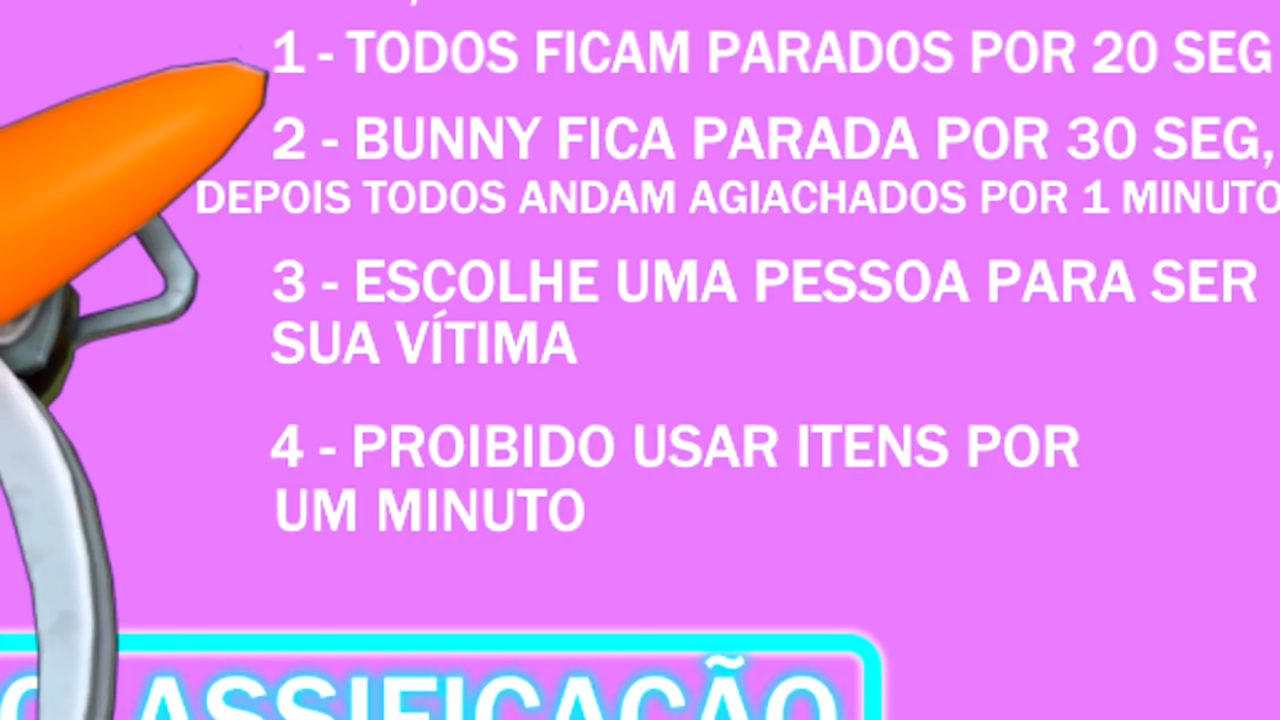 1 - TODOS FICAM PARADOS POR 20 SEG
2 - BUNNY FICA PARADA POR 30 SEG,
DEPOIS TODOS ANDAM AGIACHADOS POR 1 MINUTO
3 - ESCOLHE UMA PESSOA PARA SER
SUA VÍTIMA
4 - PROIBIDO USAR ITENS POR
UM MINUTO
CLASSIFICAÇÃO